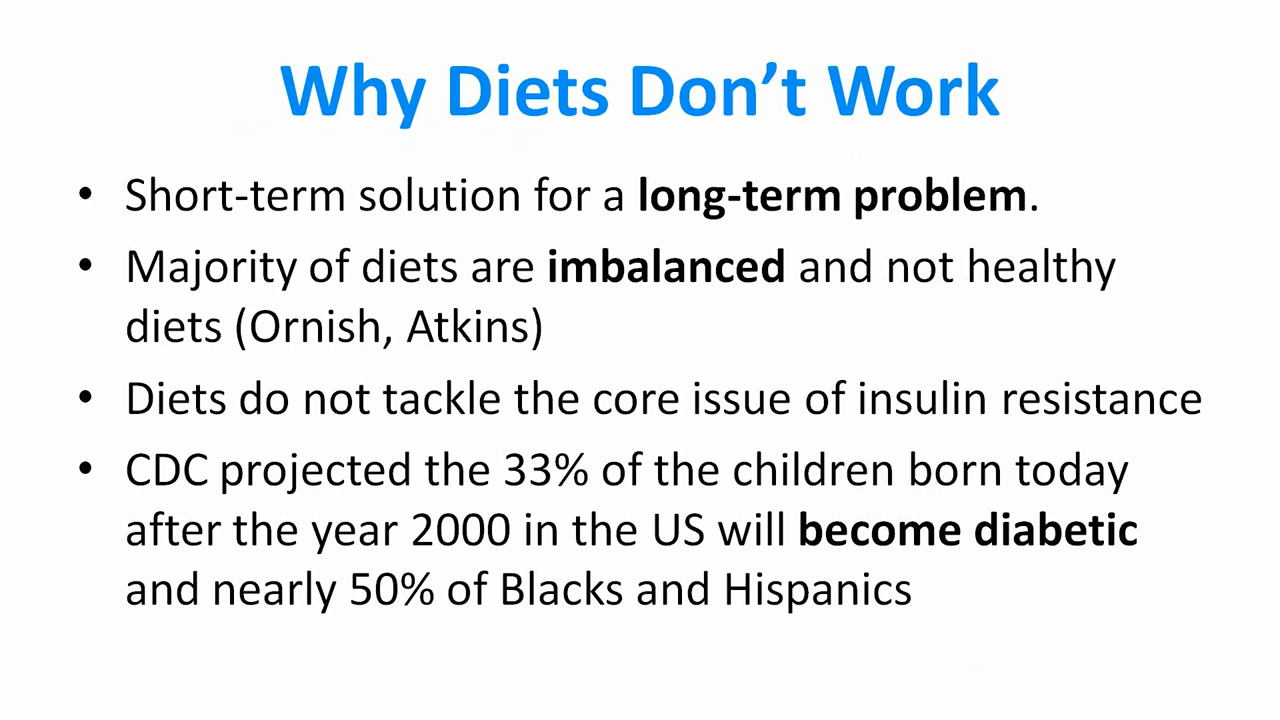 Why Diets Don’t Work
• Short-term solution for a long-term problem.
• Majority of diets are imbalanced and not healthy
diets (Ornish, Atkins)
• Diets do not tackle the core issue of insulin resistance
• CDC projected the 33% of the children born today
after the year 2000 in the US will become diabetic
and nearly 50% of Blacks and Hispanics